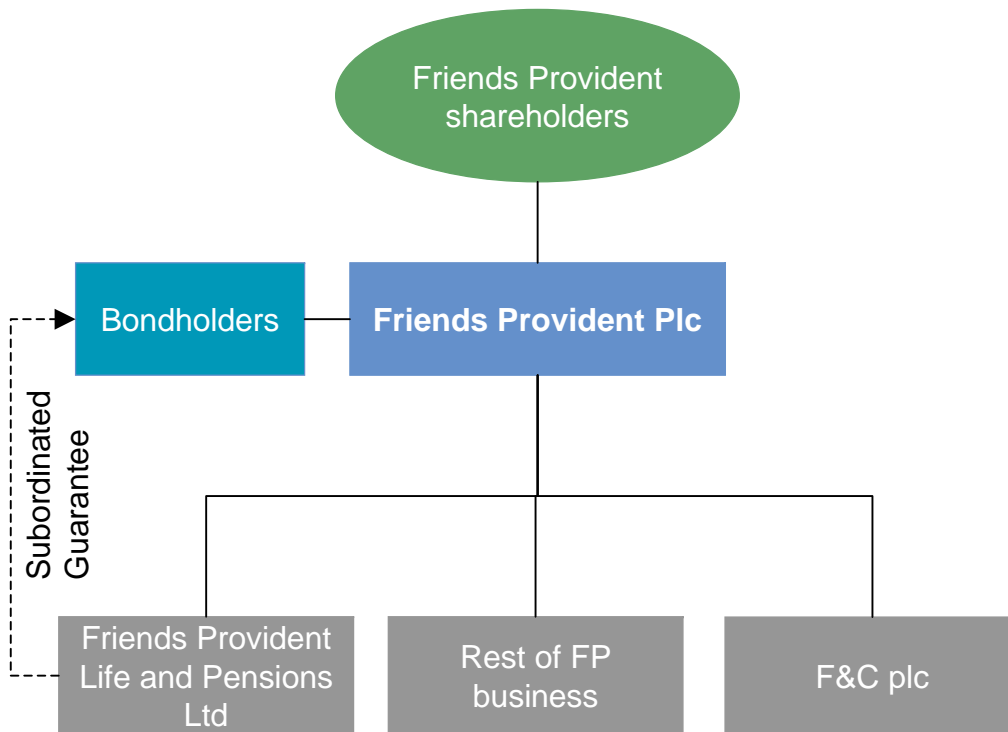 Friends Provident
shareholders
Bondholders
Friends Provident Plc
Subordinated
Guarantee
Friends Provident
Life and Pensions
Ltd
Rest of FP
business
F&C plc